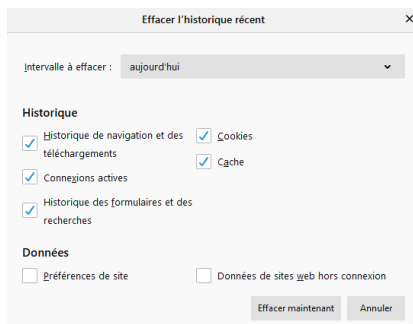 Effacer l'historique récent
Intervalle à effacer : aujourd'hui
Historique
Historique de navigation et des
téléchargements
Cookies
Cache
Connexions actives
Historique des formulaires et des
recherches
Données
Préférences de site
Données de sites web hors connexion
Effacer maintenant
Annuler